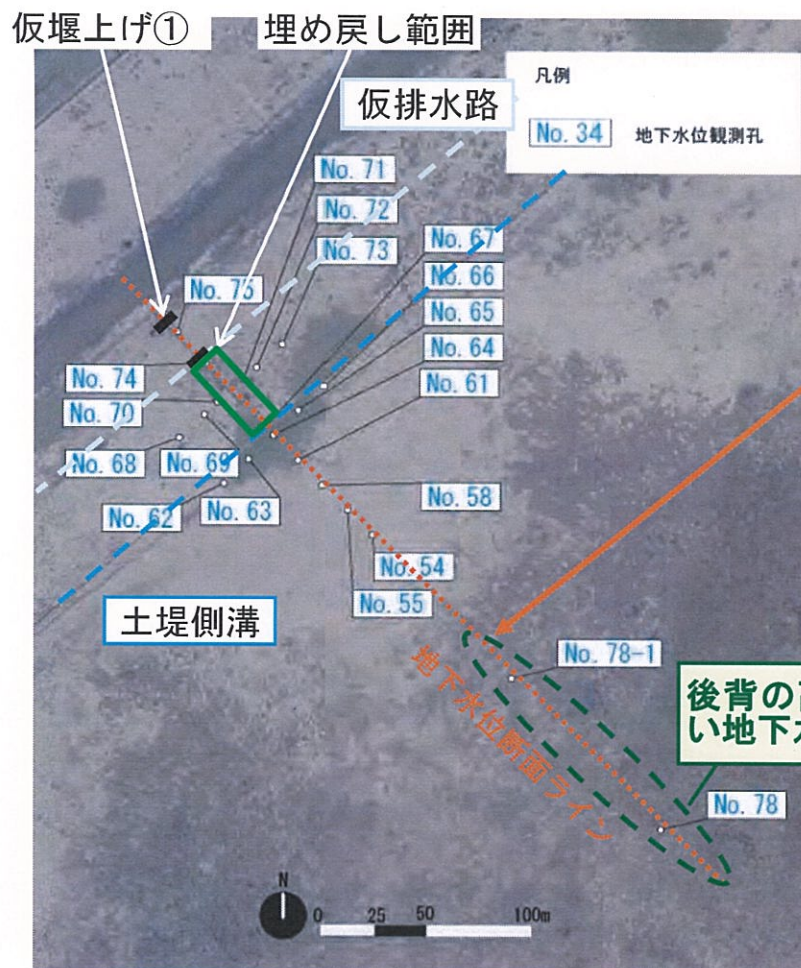 仮堰上げ①
埋め戻し範囲
凡例
No. 34 地下水位観測孔
仮排水路
No. 71
No. 72
No. 73
No. 67
No. 66
No. 65
No. 64
No. 61
No. 75
No. 74
No. 70
No. 68
No. 69
No. 62
No. 63
No. 58
No. 54
No. 55
土堤側溝
No. 78-1
地下水位断面ライン
後背の
い地下
No. 78
N
0 25 50 100m